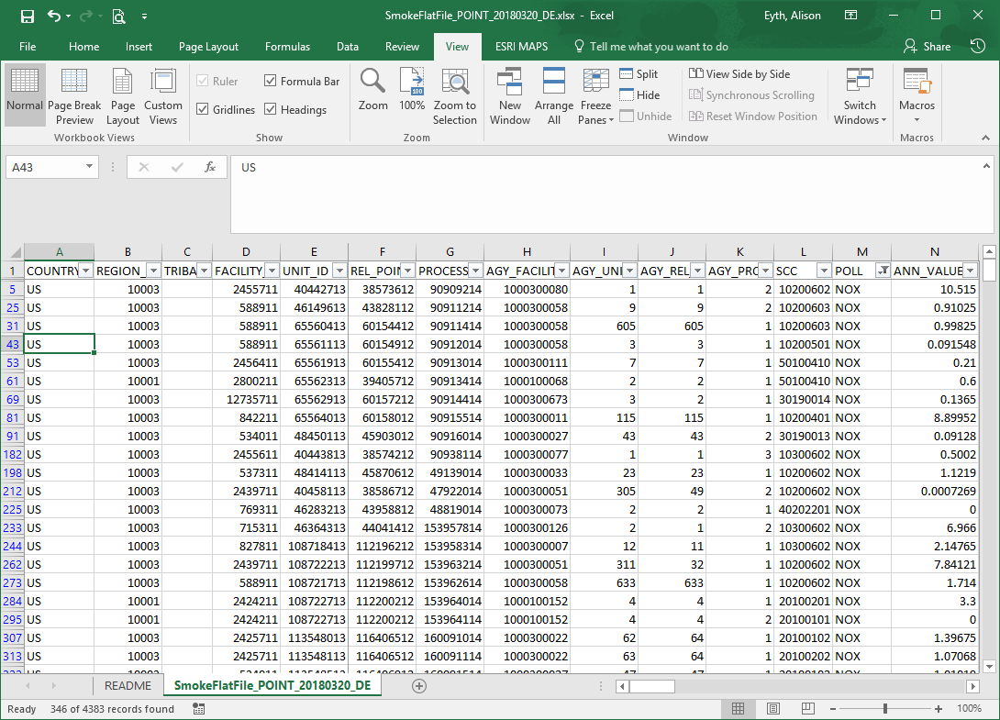 SmokeFlatFile_POINT_20180320_DE.xlsx - Excel
Eyth, Alison
File Home Insert Page Layout Formulas Data Review View ESRI MAPS Tell me what you want to do Share
Normal
Page Break Preview
Page Layout
Custom Views
Workbook Views
Ruler
Formula Bar
Gridlines
Headings
Show
Zoom
100
100%
Zoom to Selection
Zoom
New Window
Arrange All
Freeze Panes
Split
Hide
Unhide
View Side by Side
Synchronous Scrolling
Reset Window Position
Window
Switch Windows
Macros
Macros
A43 fx US
A B C D E F G H I J K L M N
1 COUNTRY REGION_ TRIBA FACILITY_ UNIT_ID REL_POIN PROCESS AGY_FACILIT AGY_UNI AGY_REL AGY_PRO SCC POLL ANN_VALUE
5 US 10003 2455711 40442713 38573612 90909214 1000300080 1 1 2 10200602 NOX 10.515
25 US 10003 588911 46149613 43828112 90911214 1000300058 9 9 2 10200603 NOX 0.91025
31 US 10003 588911 65560413 60154412 90911414 1000300058 605 605 1 10200603 NOX 0.99825
43 US 10003 588911 65561113 60154912 90912014 1000300058 3 3 1 10200501 NOX 0.091548
53 US 10003 2456411 65561913 60155412 90913014 1000300111 7 7 1 50100410 NOX 0.21
61 US 10001 2800211 65562313 39405712 90913414 1000100068 2 2 1 50100410 NOX 0.6
69 US 10003 12735711 65562913 60157212 90914414 1000300673 3 2 1 30190014 NOX 0.1365
81 US 10003 842211 65564013 60158012 90915514 1000300011 115 115 1 10200401 NOX 8.89952
91 US 10003 534011 48450113 45903012 90916014 1000300027 43 43 2 30190013 NOX 0.09128
182 US 10003 2455611 40443813 38574212 90938114 1000300077 1 1 3 10300602 NOX 0.5002
198 US 10003 537311 48414113 45870612 49139014 1000300033 23 23 1 10200602 NOX 1.1219
212 US 10003 2439711 40458113 38586812 47922014 1000300051 305 49 2 10200602 NOX 0.0007269
225 US 10003 769311 46283213 43958812 48819014 1000300073 2 2 1 40202201 NOX 0
233 US 10003 715311 46364313 44041412 153957814 1000300126 2 1 2 10300602 NOX 6.966
244 US 10003 827811 108718413 112196212 153958314 1000300007 12 11 1 10300602 NOX 2.14765
262 US 10003 2439711 108722213 112199712 153963214 1000300051 311 32 1 10200602 NOX 7.84121
273 US 10003 588911 108721713 112198612 153962614 1000300058 633 633 1 10200602 NOX 1.714
284 US 10001 2424211 108722713 112200212 153964014 1000100152 4 4 1 20100201 NOX 3.3
295 US 10001 2424211 108722713 112200212 153964114 1000100152 4 4 2 20100101 NOX 0
307 US 10003 2425711 113548013 116406512 160091014 1000300022 62 64 1 20100102 NOX 1.39675
313 US 10003 2425711 113548113 116406512 160091114 1000300022 63 64 1 20100202 NOX 1.07068
README SmokeFlatFile_POINT_20180320_DE
Ready 346 of 4383 records found 100%